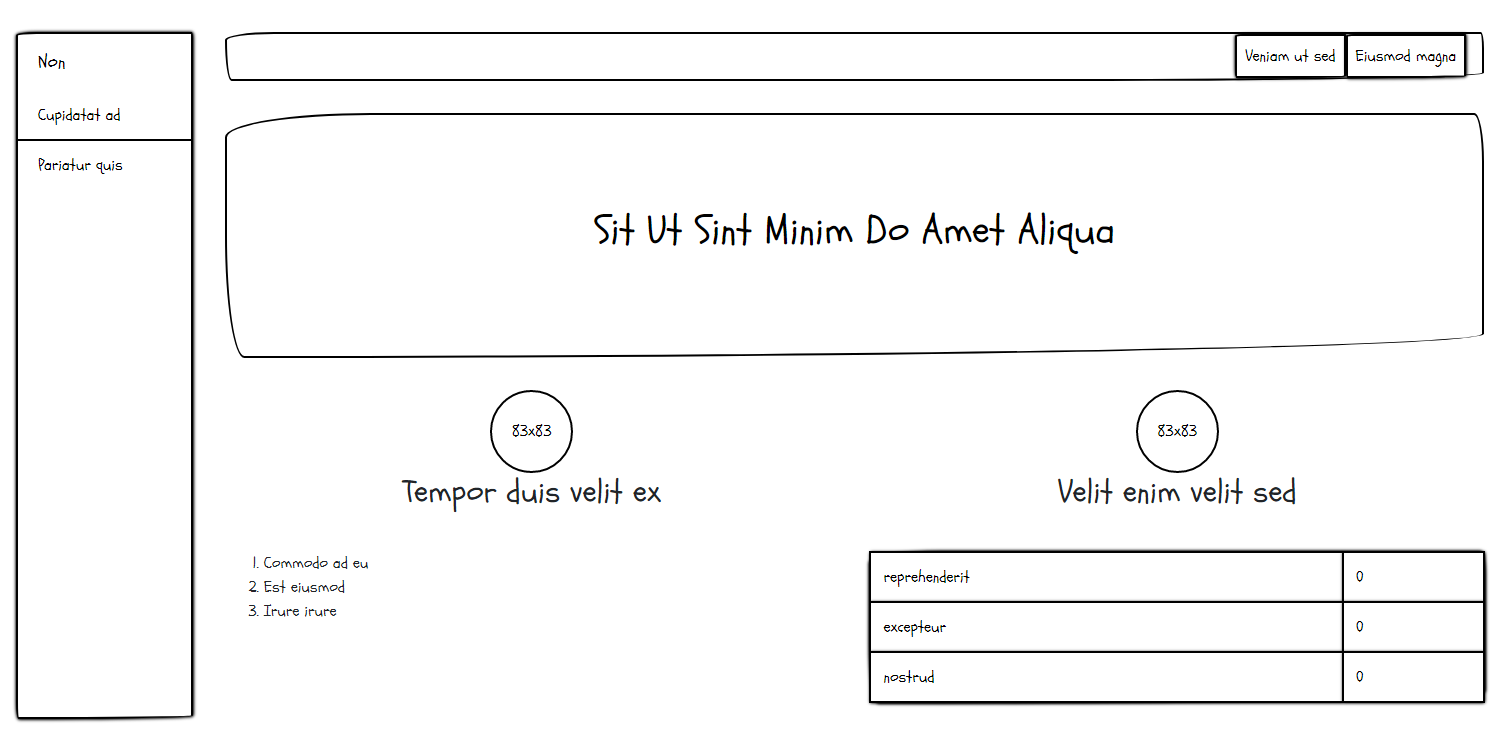 Non
Cupidatat ad
Pariatur quis
Veniam ut sed
Eiusmod magna
Sit Ut Sint Minim Do Amet Aliqua
83x83
Tempor duis velit ex
1. Commodo ad eu
2. Est eiusmod
3. Irure irure
83x83
Velit enim velit sed
reprehenderit 0
excepteur 0
nostrud 0